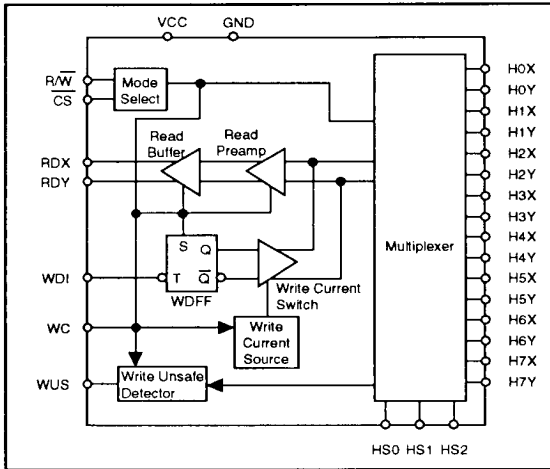 VCC GND
R/W̅
C̅S̅
Mode
Select
Read
Buffer
Read
Preamp
RDX
RDY
S Q
T Q̅
WDFF
WDI
Write Current
Switch
WC
Write
Current
Source
WUS
Write Unsafe
Detector
Multiplexer
H0X
H0Y
H1X
H1Y
H2X
H2Y
H3X
H3Y
H4X
H4Y
H5X
H5Y
H6X
H6Y
H7X
H7Y
HS0 HS1 HS2